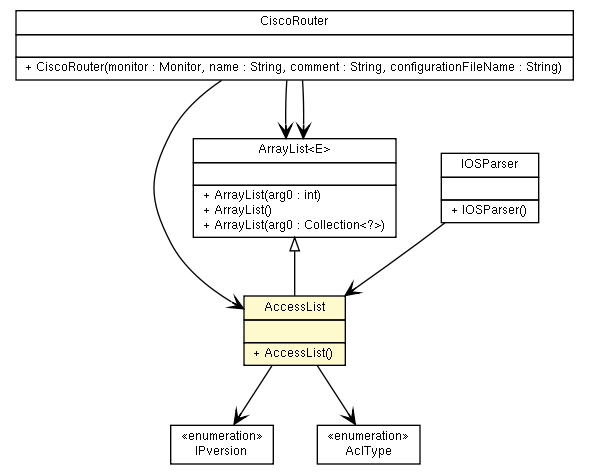 CiscoRouter
+ CiscoRouter(monitor : Monitor, name : String, comment : String, configurationFileName : String)
ArrayList<E>
+ ArrayList(arg0 : int)
+ ArrayList()
+ ArrayList(arg0 : Collection<?>)
IOSParser
+ IOSParser()
AccessList
+ AccessList()
«enumeration»
IPversion
«enumeration»
AclType